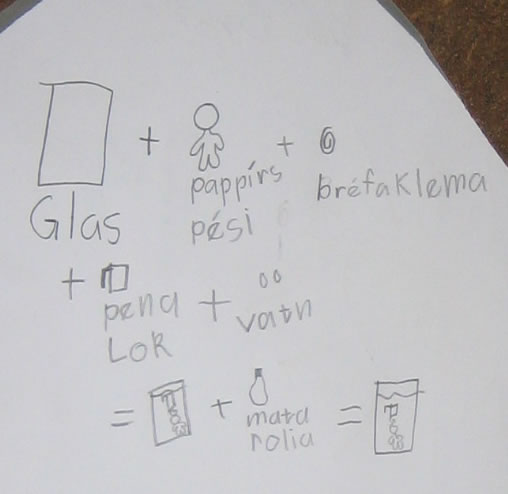 + +
Glas pappírs bréfaklema
pési
+ +
pena vatn
Lok
= + =
mata
rolia